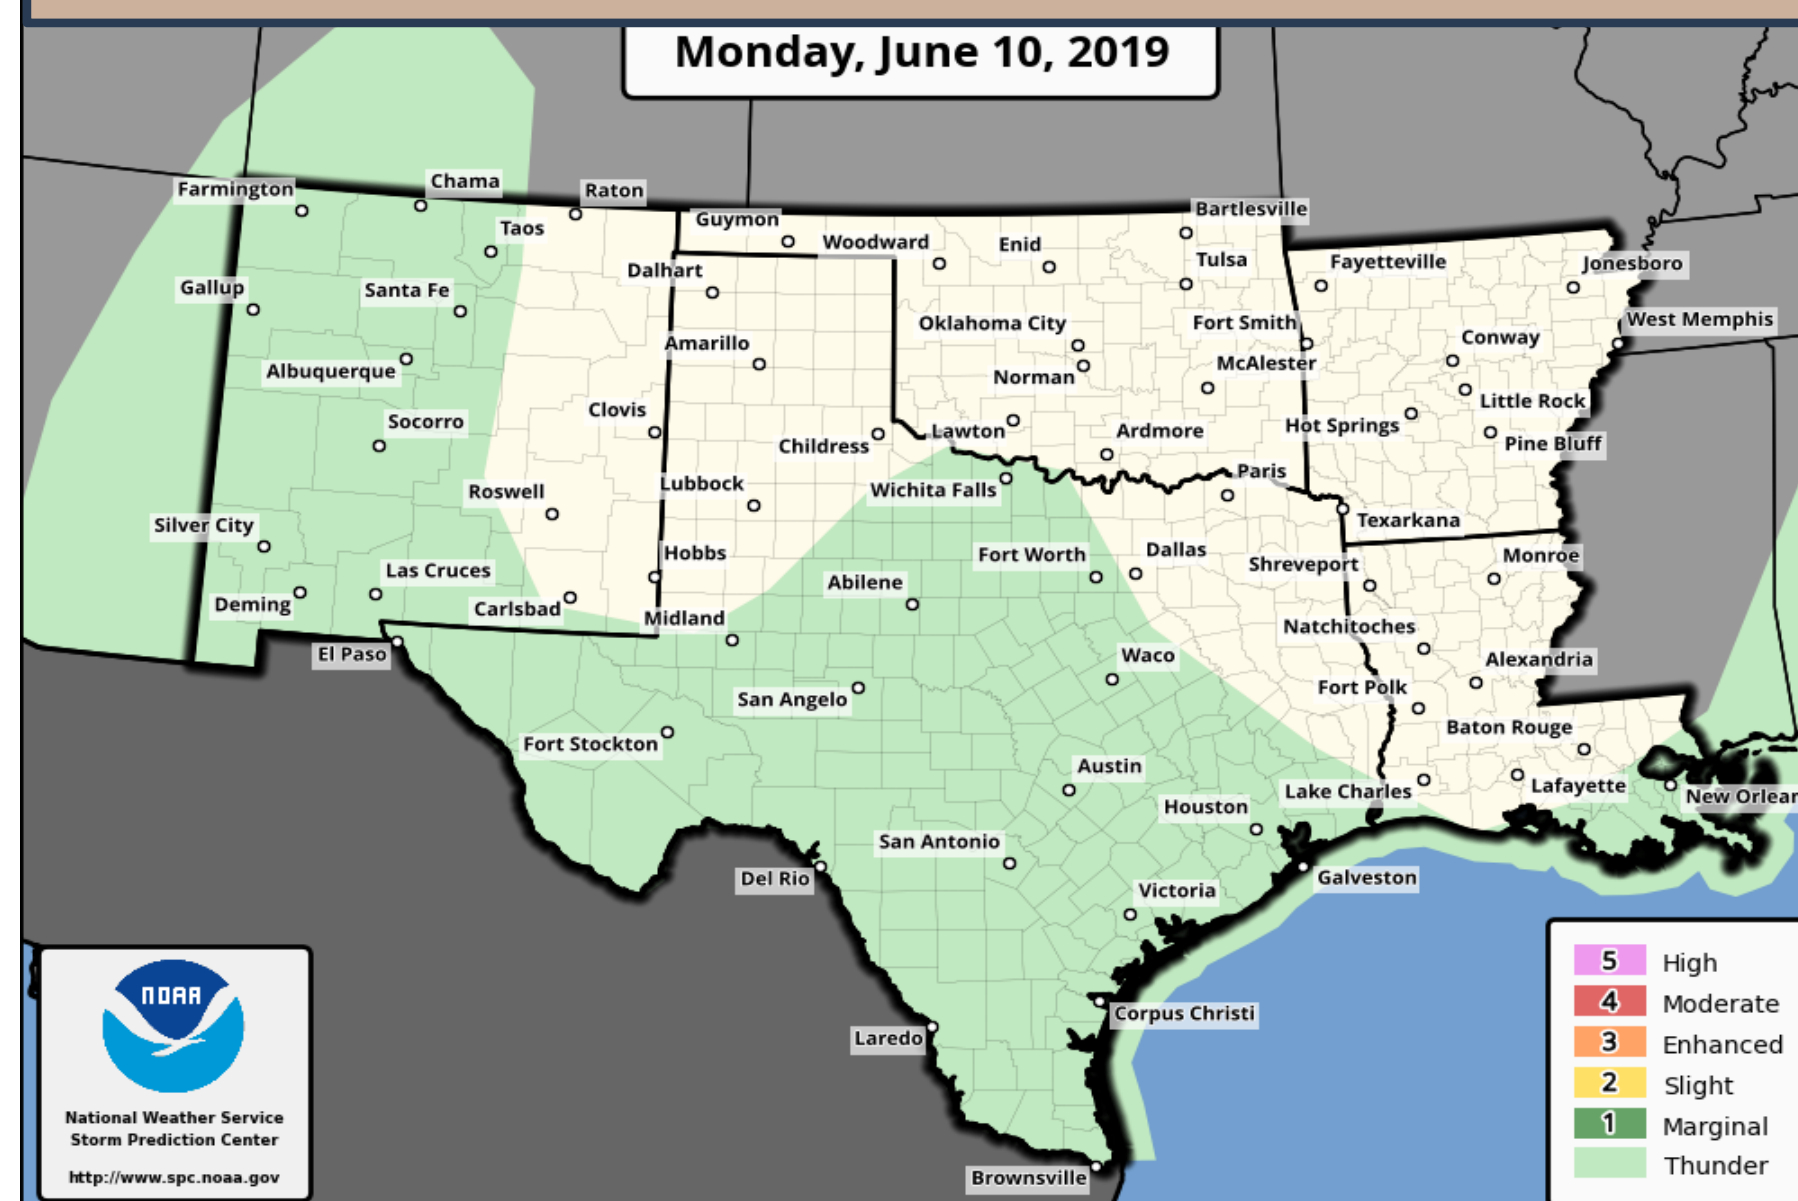 Monday, June 10, 2019
Chama
Farmington
Raton
Bartlesville
Guymon
Taos
Woodward
Enid
Tulsa
Fayetteville
Jonesboro
Dalhart
Gallup
Santa Fe
West Memphis
Oklahoma City
Fort Smith
Conway
Amarillo
McAlester
Albuquerque
Norman
Little Rock
Clovis
Socorro
Hot Springs
Lawton
Ardmore
Childress
Pine Bluff
Paris
Lubbock
Roswell
Wichita Falls
Texarkana
Silver City
Hobbs
Fort Worth
Dallas
Monroe
Shreveport
Las Cruces
Abilene
Deming
Carlsbad
Midland
Natchitoches
El Paso
Waco
Alexandria
Fort Polk
San Angelo
Baton Rouge
Fort Stockton
Austin
Lafayette
Lake Charles
New Orlean
Houston
San Antonio
Del Rio
Galveston
Victoria
Corpus Christi
Laredo
Brownsville
NOAA
National Weather Service
Storm Prediction Center
http://www.spc.noaa.gov
5 High
4 Moderate
3 Enhanced
2 Slight
1 Marginal
Thunder